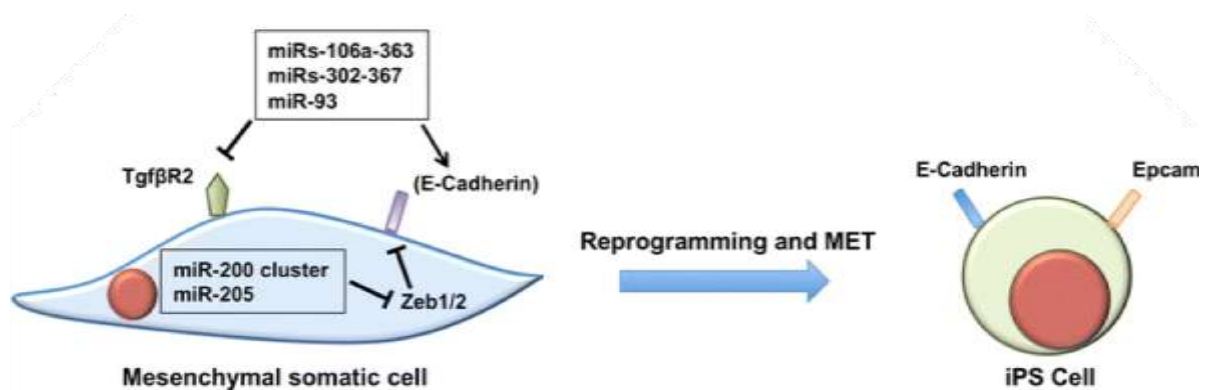 miRs-106a-363
miRs-302-367
miR-93
TgfβR2
(E-Cadherin)
miR-200 cluster
miR-205
Zeb1/2
Mesenchymal somatic cell
Reprogramming and MET
E-Cadherin
Epcam
iPS Cell